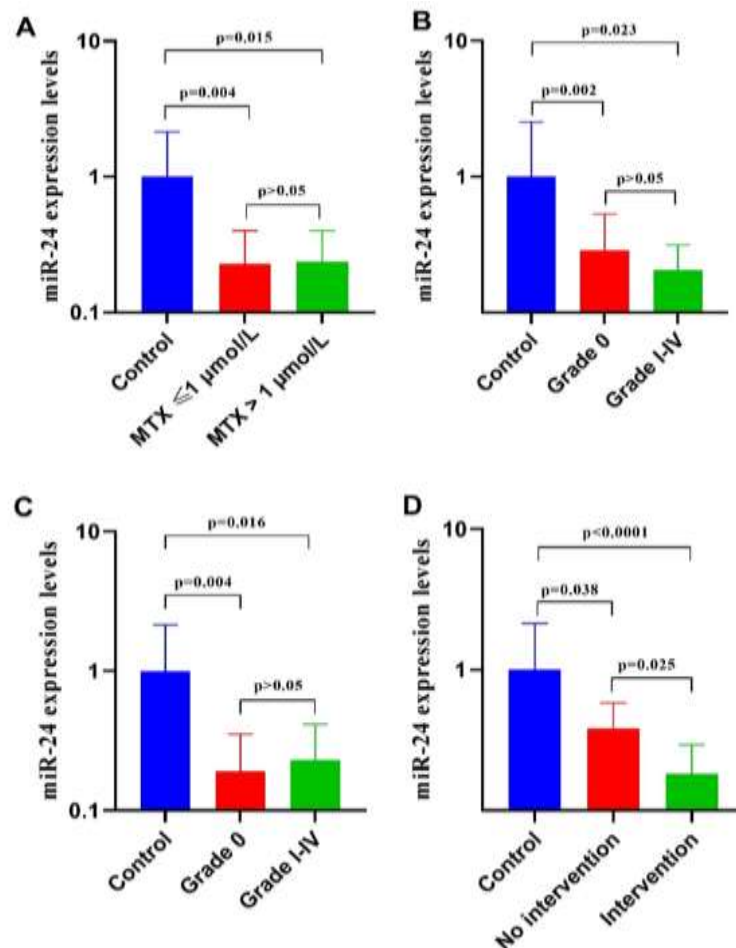 A
miR-24 expression levels
10
1
0.1
p=0.015
p=0.004
p>0.05
Control
MTX ≤1 µmol/L
MTX > 1 µmol/L
B
miR-24 expression levels
10
1
0.1
p=0.023
p=0.002
p>0.05
Control
Grade 0
Grade I-IV
C
miR-24 expression levels
10
1
0.1
p=0.016
p=0.004
p>0.05
Control
Grade 0
Grade I-IV
D
miR-24 expression levels
10
1
p<0.0001
p=0.038
p=0.025
Control
No intervention
Intervention